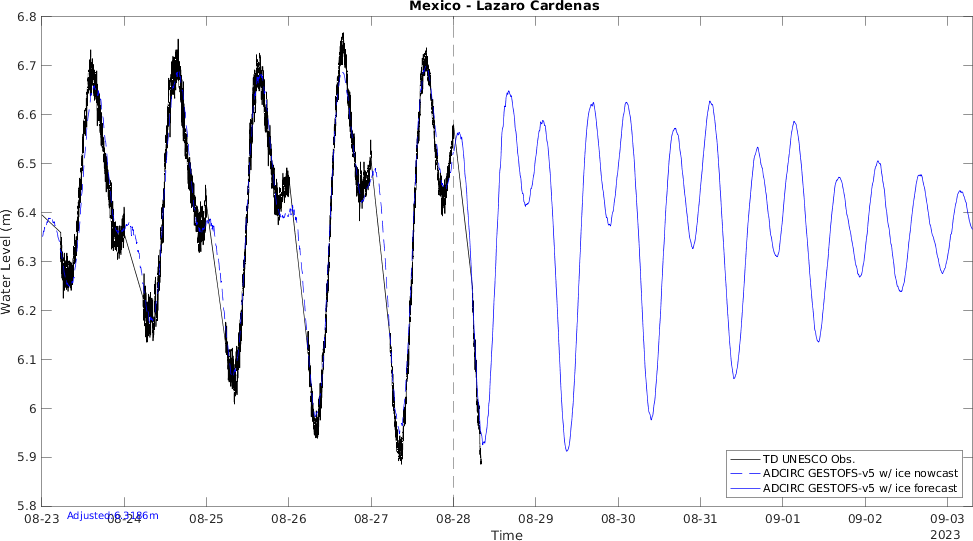 Mexico - Lazaro Cardenas
Water Level (m)
6.8
6.7
6.6
6.5
6.4
6.3
6.2
6.1
6
5.9
5.8
TD UNESCO Obs.
ADCIRC GESTOFS-v5 w/ ice nowcast
ADCIRC GESTOFS-v5 w/ ice forecast
Adjusted 6.3186m
08-23 08-24 08-25 08-26 08-27 08-28 08-29 08-30 08-31 09-01 09-02 09-03
2023
Time